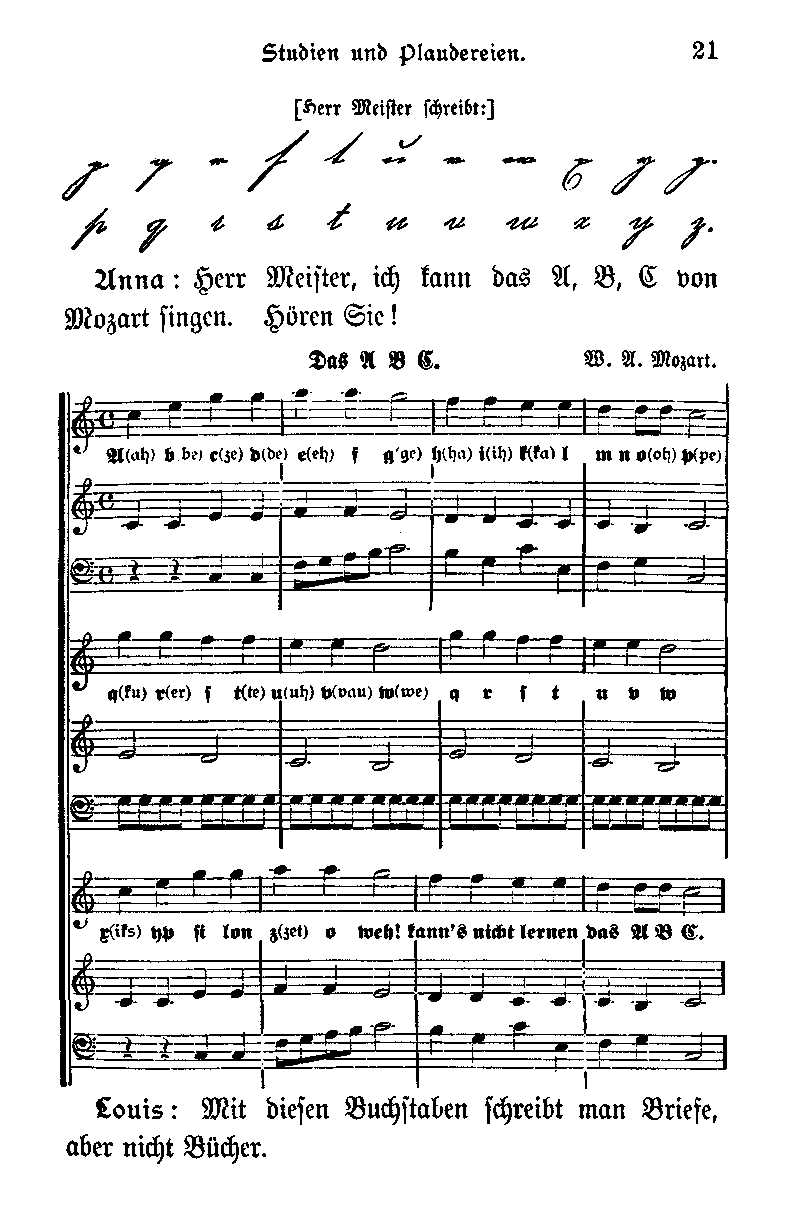 Studien und Plaudereien. 21
[Herr Meister schreibt:]
p q r s t u v w x y z.
p q r s t u v w x y z.
Anna: Herr Meister, ich kann das A, B, C von
Mozart singen. Hören Sie!
Das A B C. W. A. Mozart.
A(ah) b(be) c(ze) d(de) e(eh) f g(ge) h(ha) i(ih) k(ka) l m n o(oh) p(pe)
q(ku) r(er) s t(te) u(uh) v(vau) w(we) q r s t u v w
x(iks) yp si lon z(zet) o weh! kann's nicht lernen das A B C.
Louis: Mit diesen Buchstaben schreibt man Briefe,
aber nicht Bücher.